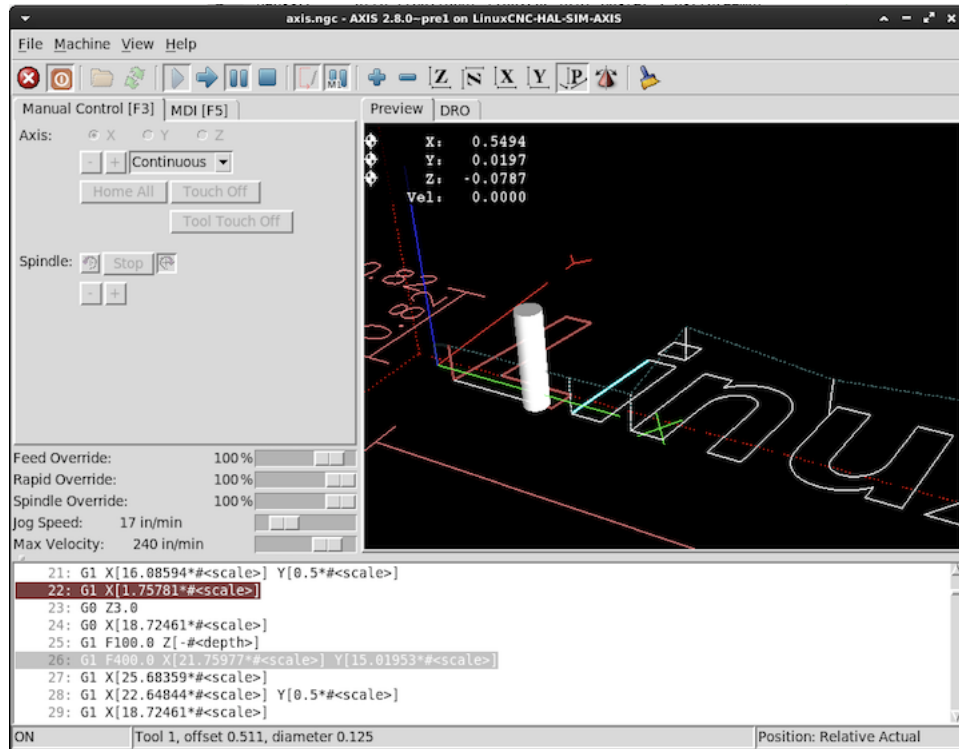 axis.ngc - AXIS 2.8.0~pre1 on LinuxCNC-HAL-SIM-AXIS
File Machine View Help
Z N X Y P
Manual Control [F3] MDI [F5]
Preview DRO
Axis: X Y Z
- + Continuous
Home All Touch Off
Tool Touch Off
Spindle: Stop
- +
X: 0.5494
Y: 0.0197
Z: -0.0787
Vel: 0.0000
Y
X
Linu
Feed Override: 100%
Rapid Override: 100%
Spindle Override: 100%
Jog Speed: 17 in/min
Max Velocity: 240 in/min
21: G1 X[16.08594*#<scale>] Y[0.5*#<scale>]
22: G1 X[1.75781*#<scale>]
23: G0 Z3.0
24: G0 X[18.72461*#<scale>]
25: G1 F100.0 Z[-#<depth>]
26: G1 F400.0 X[21.75977*#<scale>] Y[15.01953*#<scale>]
27: G1 X[25.68359*#<scale>]
28: G1 X[22.64844*#<scale>] Y[0.5*#<scale>]
29: G1 X[18.72461*#<scale>]
ON Tool 1, offset 0.511, diameter 0.125 Position: Relative Actual